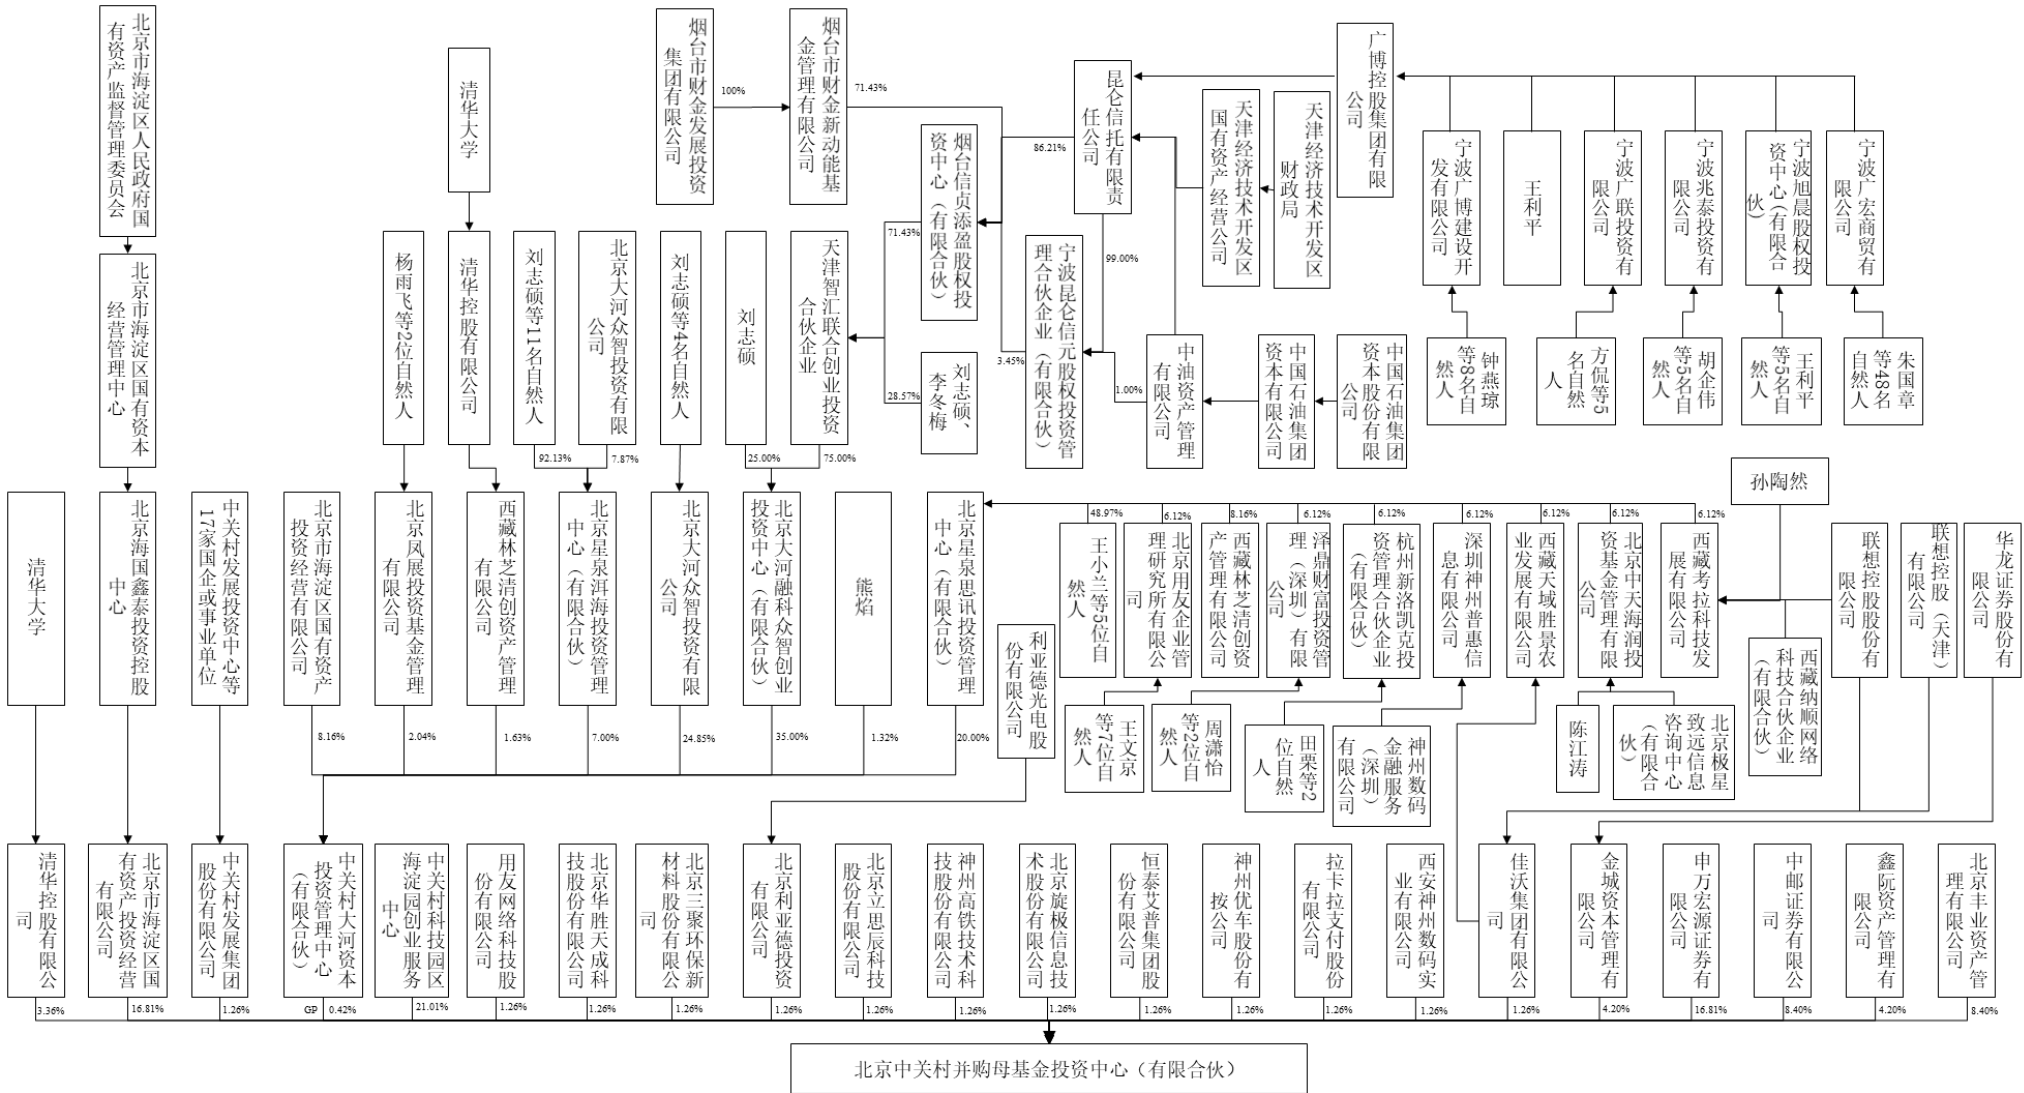 北京市海淀区人民政府国
有资产监督管理委员会
清华大学
烟台市财金发展投资
集团有限公司
100%
烟台市财金新动能基
金管理有限公司
71.43%
烟台信贞添盈股权投
资中心（有限合伙）
昆仑信托有限责
任公司
86.21%
天津经济技术开发区
国有资产经营公司
天津经济技术开发区
财政局
广博控股集团有限
公司
宁波广博建设开
发有限公司
王利平
宁波广联投资有
限公司
宁波兆泰投资有
限公司
宁波旭晨股权投
资中心（有限合
伙）
宁波广宏商贸有
限公司
北京市海淀区国有资本
经营管理中心
杨雨飞等2位自然人
清华控股有限公司
刘志硕等11名自然人
北京大河众智投资有限
公司
刘志硕等4名自然人
刘志硕
天津智汇联合创业投资
合伙企业
71.43%
28.57%
刘志硕、
李冬梅
宁波昆仑信元股权投资管
理合伙企业（有限合伙）
3.45%
99.00%
1.00%
中油资产管理
有限公司
中国石油集团
资本有限公司
中国石油集团
资本股份有限
公司
钟燕琼
等8名自
然人
方侃等5
名自然
人
胡企伟
等5名自
然人
王利平
等5名自
然人
朱国章
等48名
自然人
92.13%
7.87%
25.00%
75.00%
孙陶然
清华大学
北京海国鑫泰投资控股
中心
中关村发展投资中心等
17家国企或事业单位
北京市海淀区国有资产
投资经营有限公司
北京凤展投资基金管理
有限公司
西藏林芝清创资产管理
有限公司
北京星泉洱海投资管理
中心（有限合伙）
北京大河众智投资有限
公司
北京大河融科众智创业
投资中心（有限合伙）
熊焰
北京星泉思讯投资管理
中心（有限合伙）
利亚德光电股
份有限公司
48.97%
6.12%
8.16%
6.12%
6.12%
6.12%
6.12%
6.12%
6.12%
王小兰等5位自
然人
北京用友企业管
理研究所有限公
司
西藏林芝清创资
产管理有限公司
泽鼎财富投资管
理（深圳）有限
公司
杭州新洛凯克投
资管理合伙企业
（有限合伙）
深圳神州普惠信
息有限公司
西藏天域胜景农
业发展有限公司
北京中天海润投
资基金管理有限
公司
西藏考拉科技发
展有限公司
联想控股股份有
限公司
联想控股（天津）
有限公司
华龙证券股份有
限公司
王文京
等7位自
然人
周潇怡
等2位自
然人
田栗等2
位自然
人
神州数码
金融服务
（深圳）
有限公司
陈江涛
北京极星
致远信息
咨询中心
（有限合
伙）
西藏纳顺网络
科技合伙企业
（有限合伙）
8.16%
2.04%
1.63%
7.00%
24.85%
35.00%
1.32%
20.00%
清华控股有限公
司
北京市海淀区国
有资产投资经营
有限公司
中关村发展集团
股份有限公司
中关村大河资本
投资管理中心
（有限合伙）
中关村科技园区
海淀园创业服务
中心
用友网络科技股
份有限公司
北京华胜天成科
技股份有限公司
北京三聚环保新
材料股份有限公
司
北京利亚德投资
有限公司
北京立思辰科技
股份有限公司
神州高铁技术科
技股份有限公司
北京旋极信息技
术股份有限公司
恒泰艾普集团股
份有限公司
神州优车股份有
按公司
拉卡拉支付股份
有限公司
西安神州数码实
业有限公司
佳沃集团有限公
司
金城资本管理有
限公司
申万宏源证券有
限公司
中邮证券有限公
司
鑫阮资产管理有
限公司
北京丰业资产管
理有限公司
3.36%
16.81%
1.26%
GP
0.42%
21.01%
1.26%
1.26%
1.26%
1.26%
1.26%
1.26%
1.26%
1.26%
1.26%
1.26%
1.26%
1.26%
4.20%
16.81%
8.40%
4.20%
8.40%
北京中关村并购母基金投资中心（有限合伙）